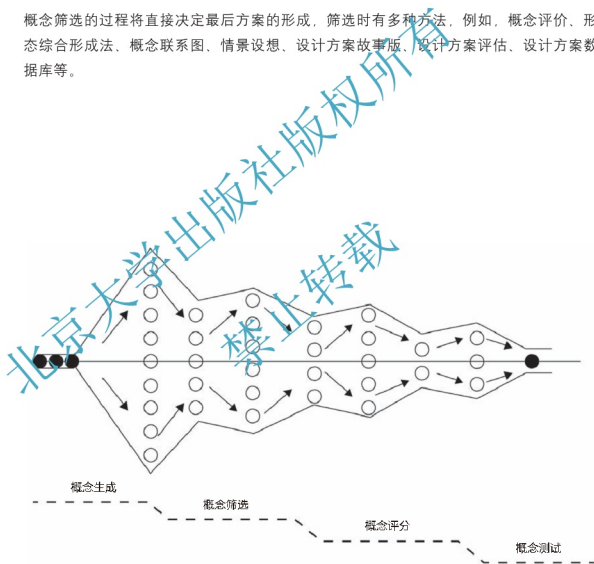 概念筛选的过程将直接决定最后方案的形成，筛选时有多种方法，例如，概念评价、形
态综合形成法、概念联系图、情景设想、设计方案故事版、设计方案评估、设计方案数
据库等。
北京大学出版社版权所有
禁止转载
概念生成
概念筛选
概念评分
概念测试